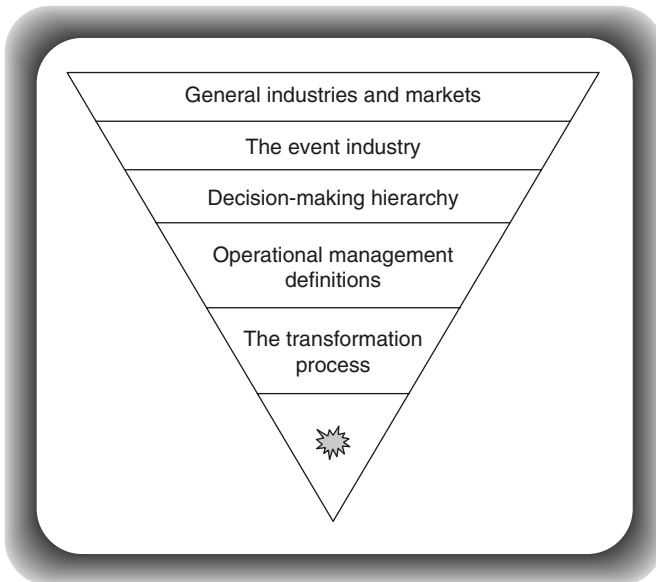 General industries and markets
The event industry
Decision-making hierarchy
Operational management
definitions
The transformation
process